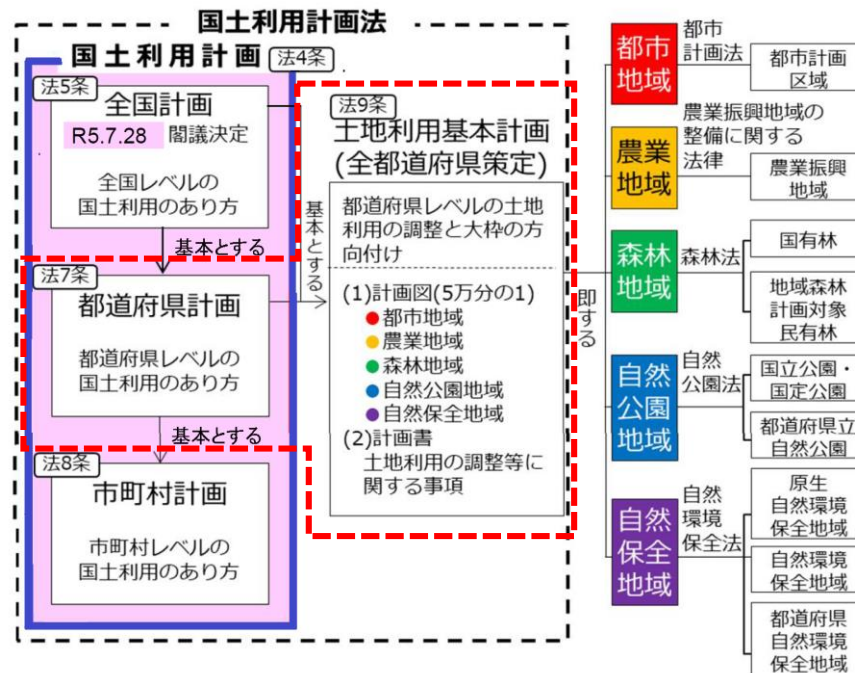 国土利用計画法
国土利用計画
法4条
法5条
全国計画
R5.7.28 閣議決定
全国レベルの
国土利用のあり方
基本とする
法7条
都道府県計画
都道府県レベルの
国土利用のあり方
基本とする
法8条
市町村計画
市町村レベルの
国土利用のあり方
基本とする
法9条
土地利用基本計画
(全都道府県策定)
都道府県レベルの土地
利用の調整と大枠の方
向付け
(1)計画図(5万分の1)
●都市地域
●農業地域
●森林地域
●自然公園地域
●自然保全地域
(2)計画書
土地利用の調整等に
関する事項
即する
都市
地域
都市
計画法
都市計画
区域
農業
地域
農業振興地域の
整備に関する
法律
農業振興
地域
森林
地域
森林法
国有林
地域森林
計画対象
民有林
自然
公園
地域
自然
公園法
国立公園・
国定公園
都道府県立
自然公園
自然
保全
地域
自然
環境
保全法
原生
自然環境
保全地域
自然環境
保全地域
都道府県
自然環境
保全地域